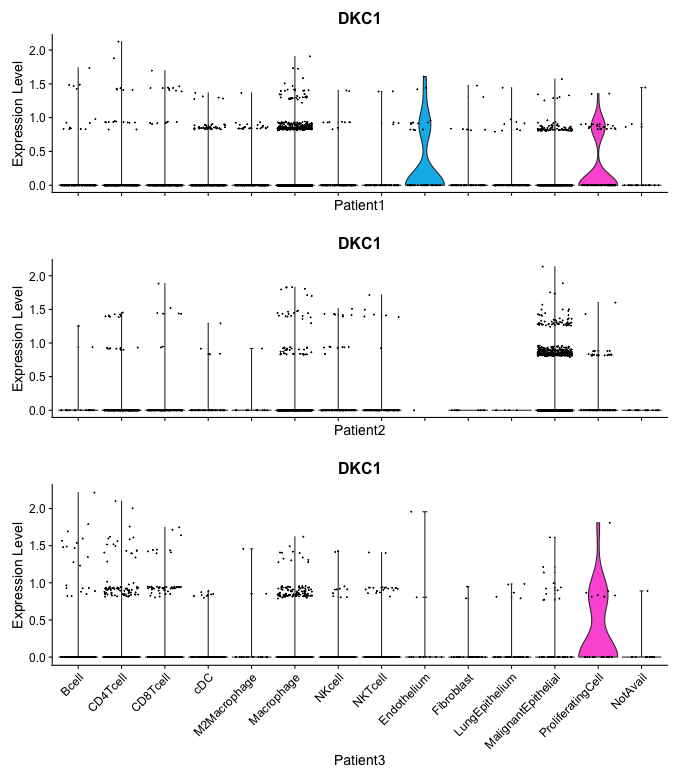 DKC1
Expression Level
2.0
1.5
1.0
0.5
0.0
Patient1
DKC1
Expression Level
2.0
1.5
1.0
0.5
0.0
Patient2
DKC1
Expression Level
2.0
1.5
1.0
0.5
0.0
Bcell
CD4Tcell
CD8Tcell
cDC
M2Macrophage
Macrophage
NKcell
NKTcell
Endothelium
Fibroblast
LungEpithelium
MalignantEpithelial
ProliferatingCell
NotAvail
Patient3